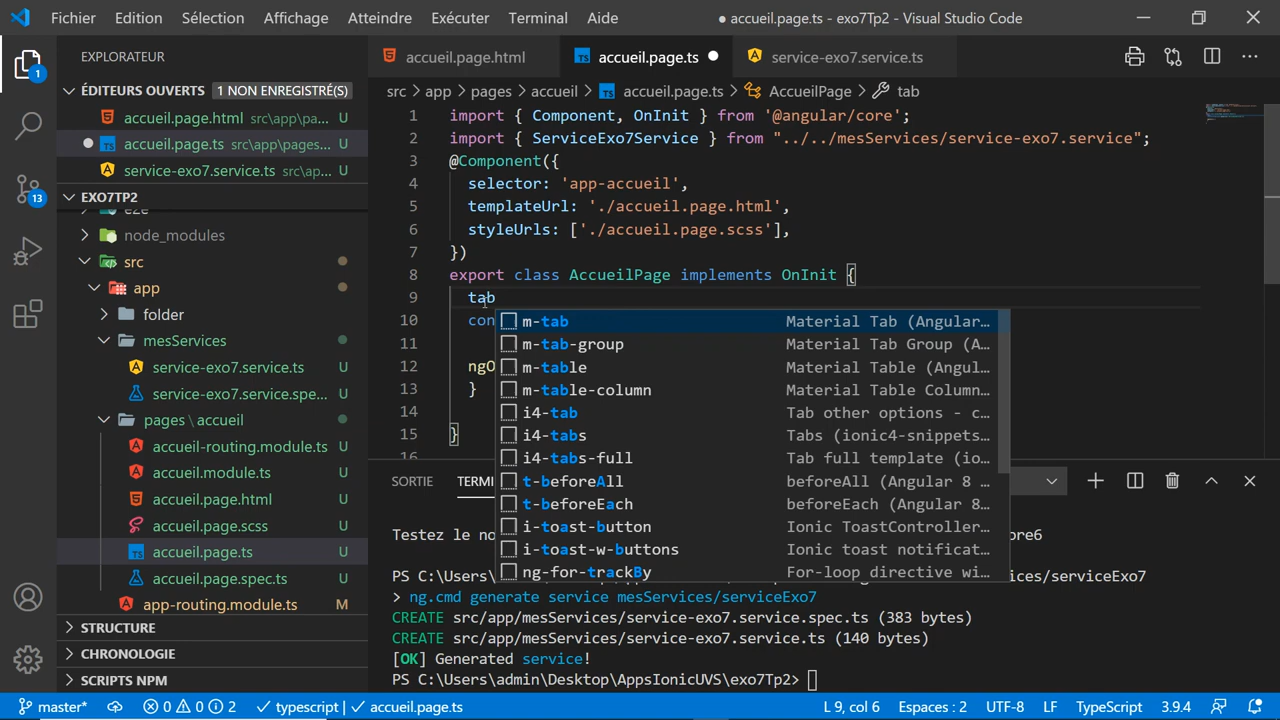 Fichier Edition Sélection Affichage Atteindre Exécuter Terminal Aide ● accueil.page.ts - exo7Tp2 - Visual Studio Code
EXPLORATEUR
accueil.page.html accueil.page.ts ● service-exo7.service.ts
ÉDITEURS OUVERTS 1 NON ENREGISTRÉ(S)
accueil.page.html src\app\pa... U
● accueil.page.ts src\app\pages... U
service-exo7.service.ts src\ap... U
EXO7TP2
eze
node_modules
src
app
folder
mesServices
service-exo7.service.ts U
service-exo7.service.spe... U
pages \ accueil
accueil-routing.module.ts U
accueil.module.ts U
accueil.page.html U
accueil.page.scss U
accueil.page.ts U
accueil.page.spec.ts U
app-routing.module.ts M
STRUCTURE
CHRONOLOGIE
SCRIPTS NPM
1
13
src > app > pages > accueil > accueil.page.ts > AccueilPage > tab
1 import { Component, OnInit } from '@angular/core';
2 import { ServiceExo7Service } from "../../mesServices/service-exo7.service";
3 @Component({
4 selector: 'app-accueil',
5 templateUrl: './accueil.page.html',
6 styleUrls: ['./accueil.page.scss'],
7 })
8 export class AccueilPage implements OnInit {
9 tab
10 con
11
12 ngO
13 }
14
15 }
16
m-tab Material Tab (Angular…
m-tab-group Material Tab Group (A…
m-table Material Table (Angul…
m-table-column Material Table Column…
i4-tab Tab other options - c…
i4-tabs Tabs (ionic4-snippets…
i4-tabs-full Tab full template (io…
t-beforeAll beforeAll (Angular 8 …
t-beforeEach beforeEach (Angular 8…
i-toast-button Ionic ToastController…
i-toast-w-buttons Ionic toast notificat…
ng-for-trackBy For-loop directive wi…
SORTIE TERMI
Testez le no ore6
PS C:\Users es/serviceExo7
> ng.cmd generate service mesServices/serviceExo7
CREATE src/app/mesServices/service-exo7.service.spec.ts (383 bytes)
CREATE src/app/mesServices/service-exo7.service.ts (140 bytes)
[OK] Generated service!
PS C:\Users\admin\Desktop\AppsIonicUVS\exo7Tp2>
master* 0 0 2 typescript | accueil.page.ts L 9, col 6 Espaces : 2 UTF-8 LF TypeScript 3.9.4